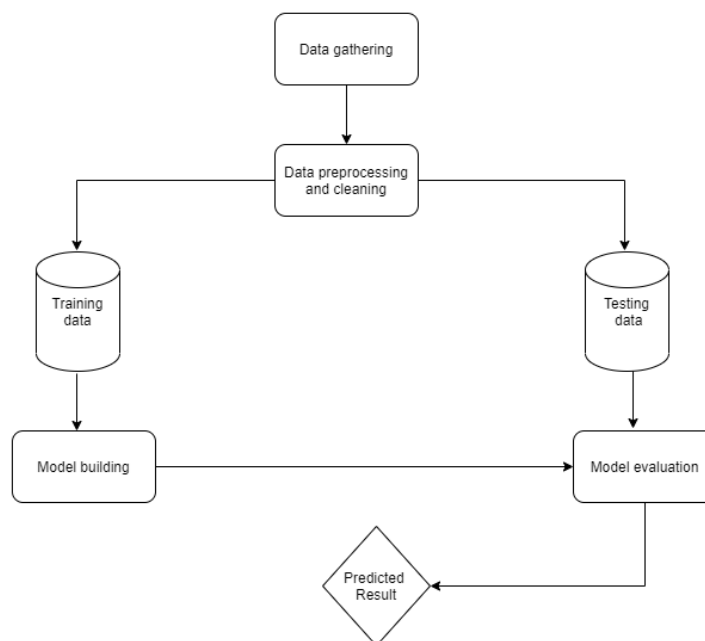 Data gathering
Data preprocessing
and cleaning
Training
data
Testing
data
Model building
Model evaluation
Predicted
Result